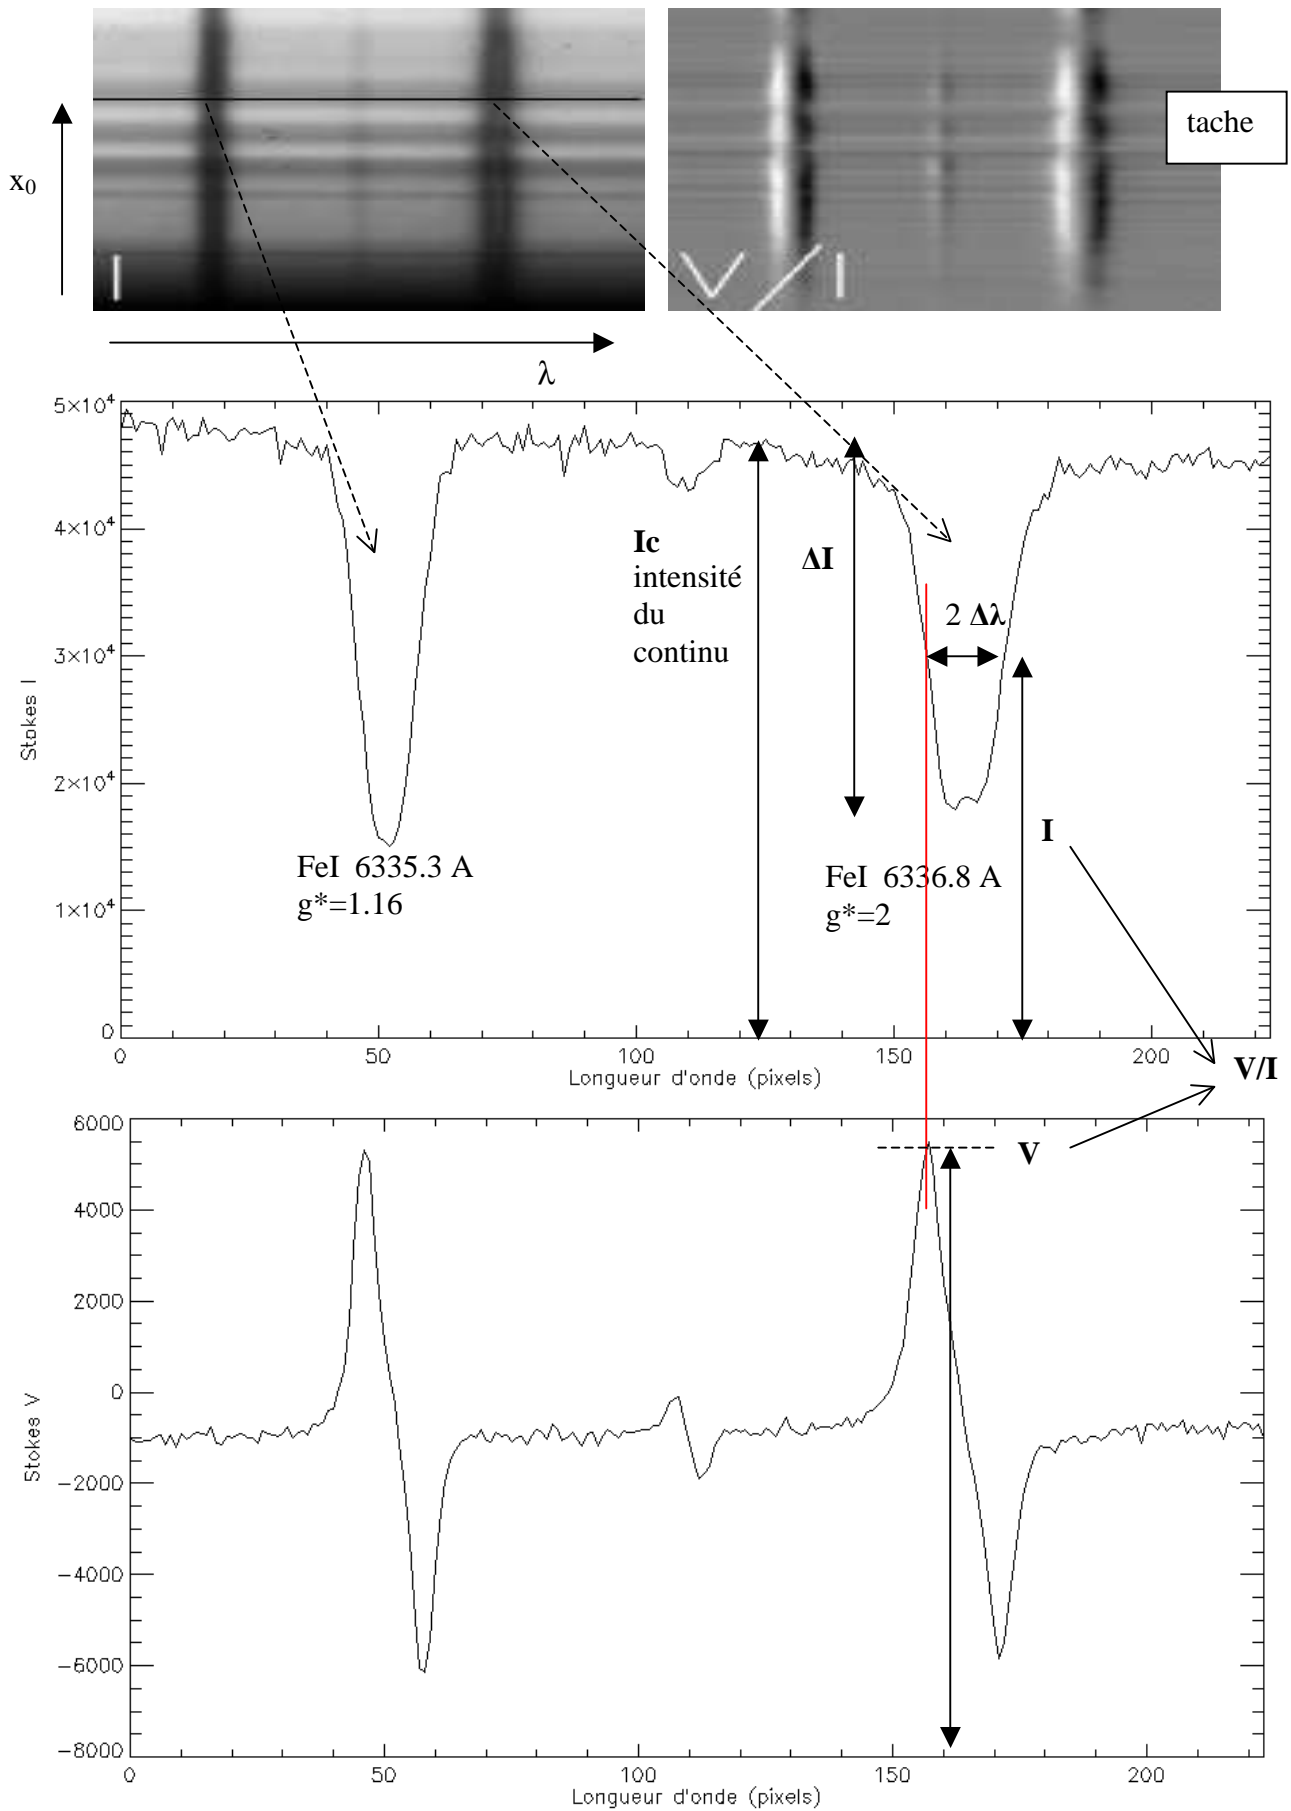 I
V/I
tache
x₀
λ
5×10⁴
4×10⁴
3×10⁴
2×10⁴
1×10⁴
0
Stokes I
Ic
intensité
du
continu
ΔI
2 Δλ
I
FeI 6335.3 A
g*=1.16
FeI 6336.8 A
g*=2
0 50 100 150 200
Longueur d'onde (pixels)
V/I
6000
4000
2000
0
−2000
−4000
−6000
−8000
Stokes V
V
0 50 100 150 200
Longueur d'onde (pixels)